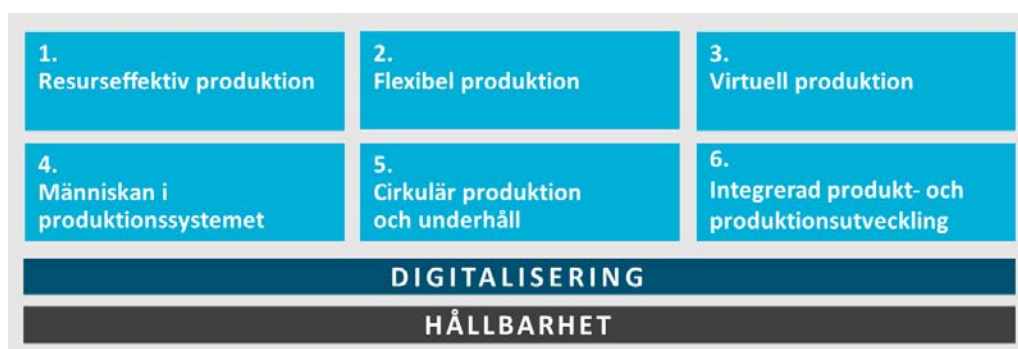 1.
Resurseffektiv produktion
2.
Flexibel produktion
3.
Virtuell produktion
4.
Människan i
produktionssystemet
5.
Cirkulär produktion
och underhåll
6.
Integrerad produkt- och
produktionsutveckling
DIGITALISERING
HÅLLBARHET